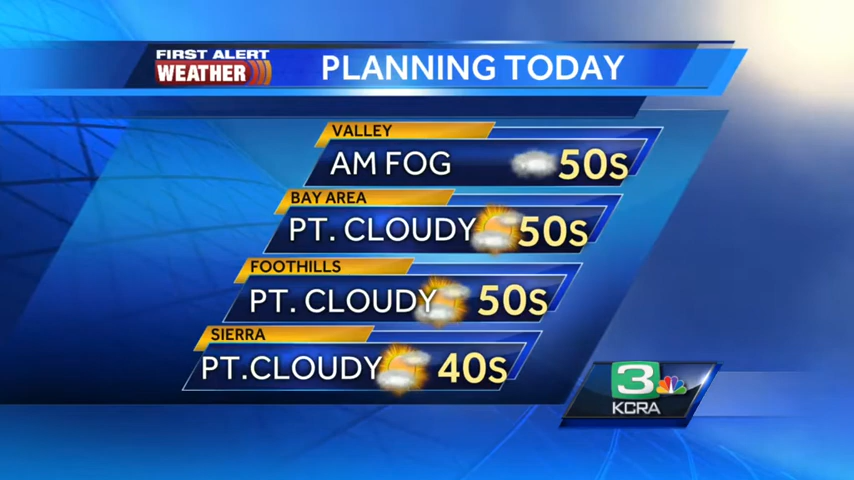 FIRST ALERT
WEATHER
PLANNING TODAY
VALLEY
AM FOG 50S
BAY AREA
PT. CLOUDY 50S
FOOTHILLS
PT. CLOUDY 50S
SIERRA
PT.CLOUDY 40S
3
KCRA